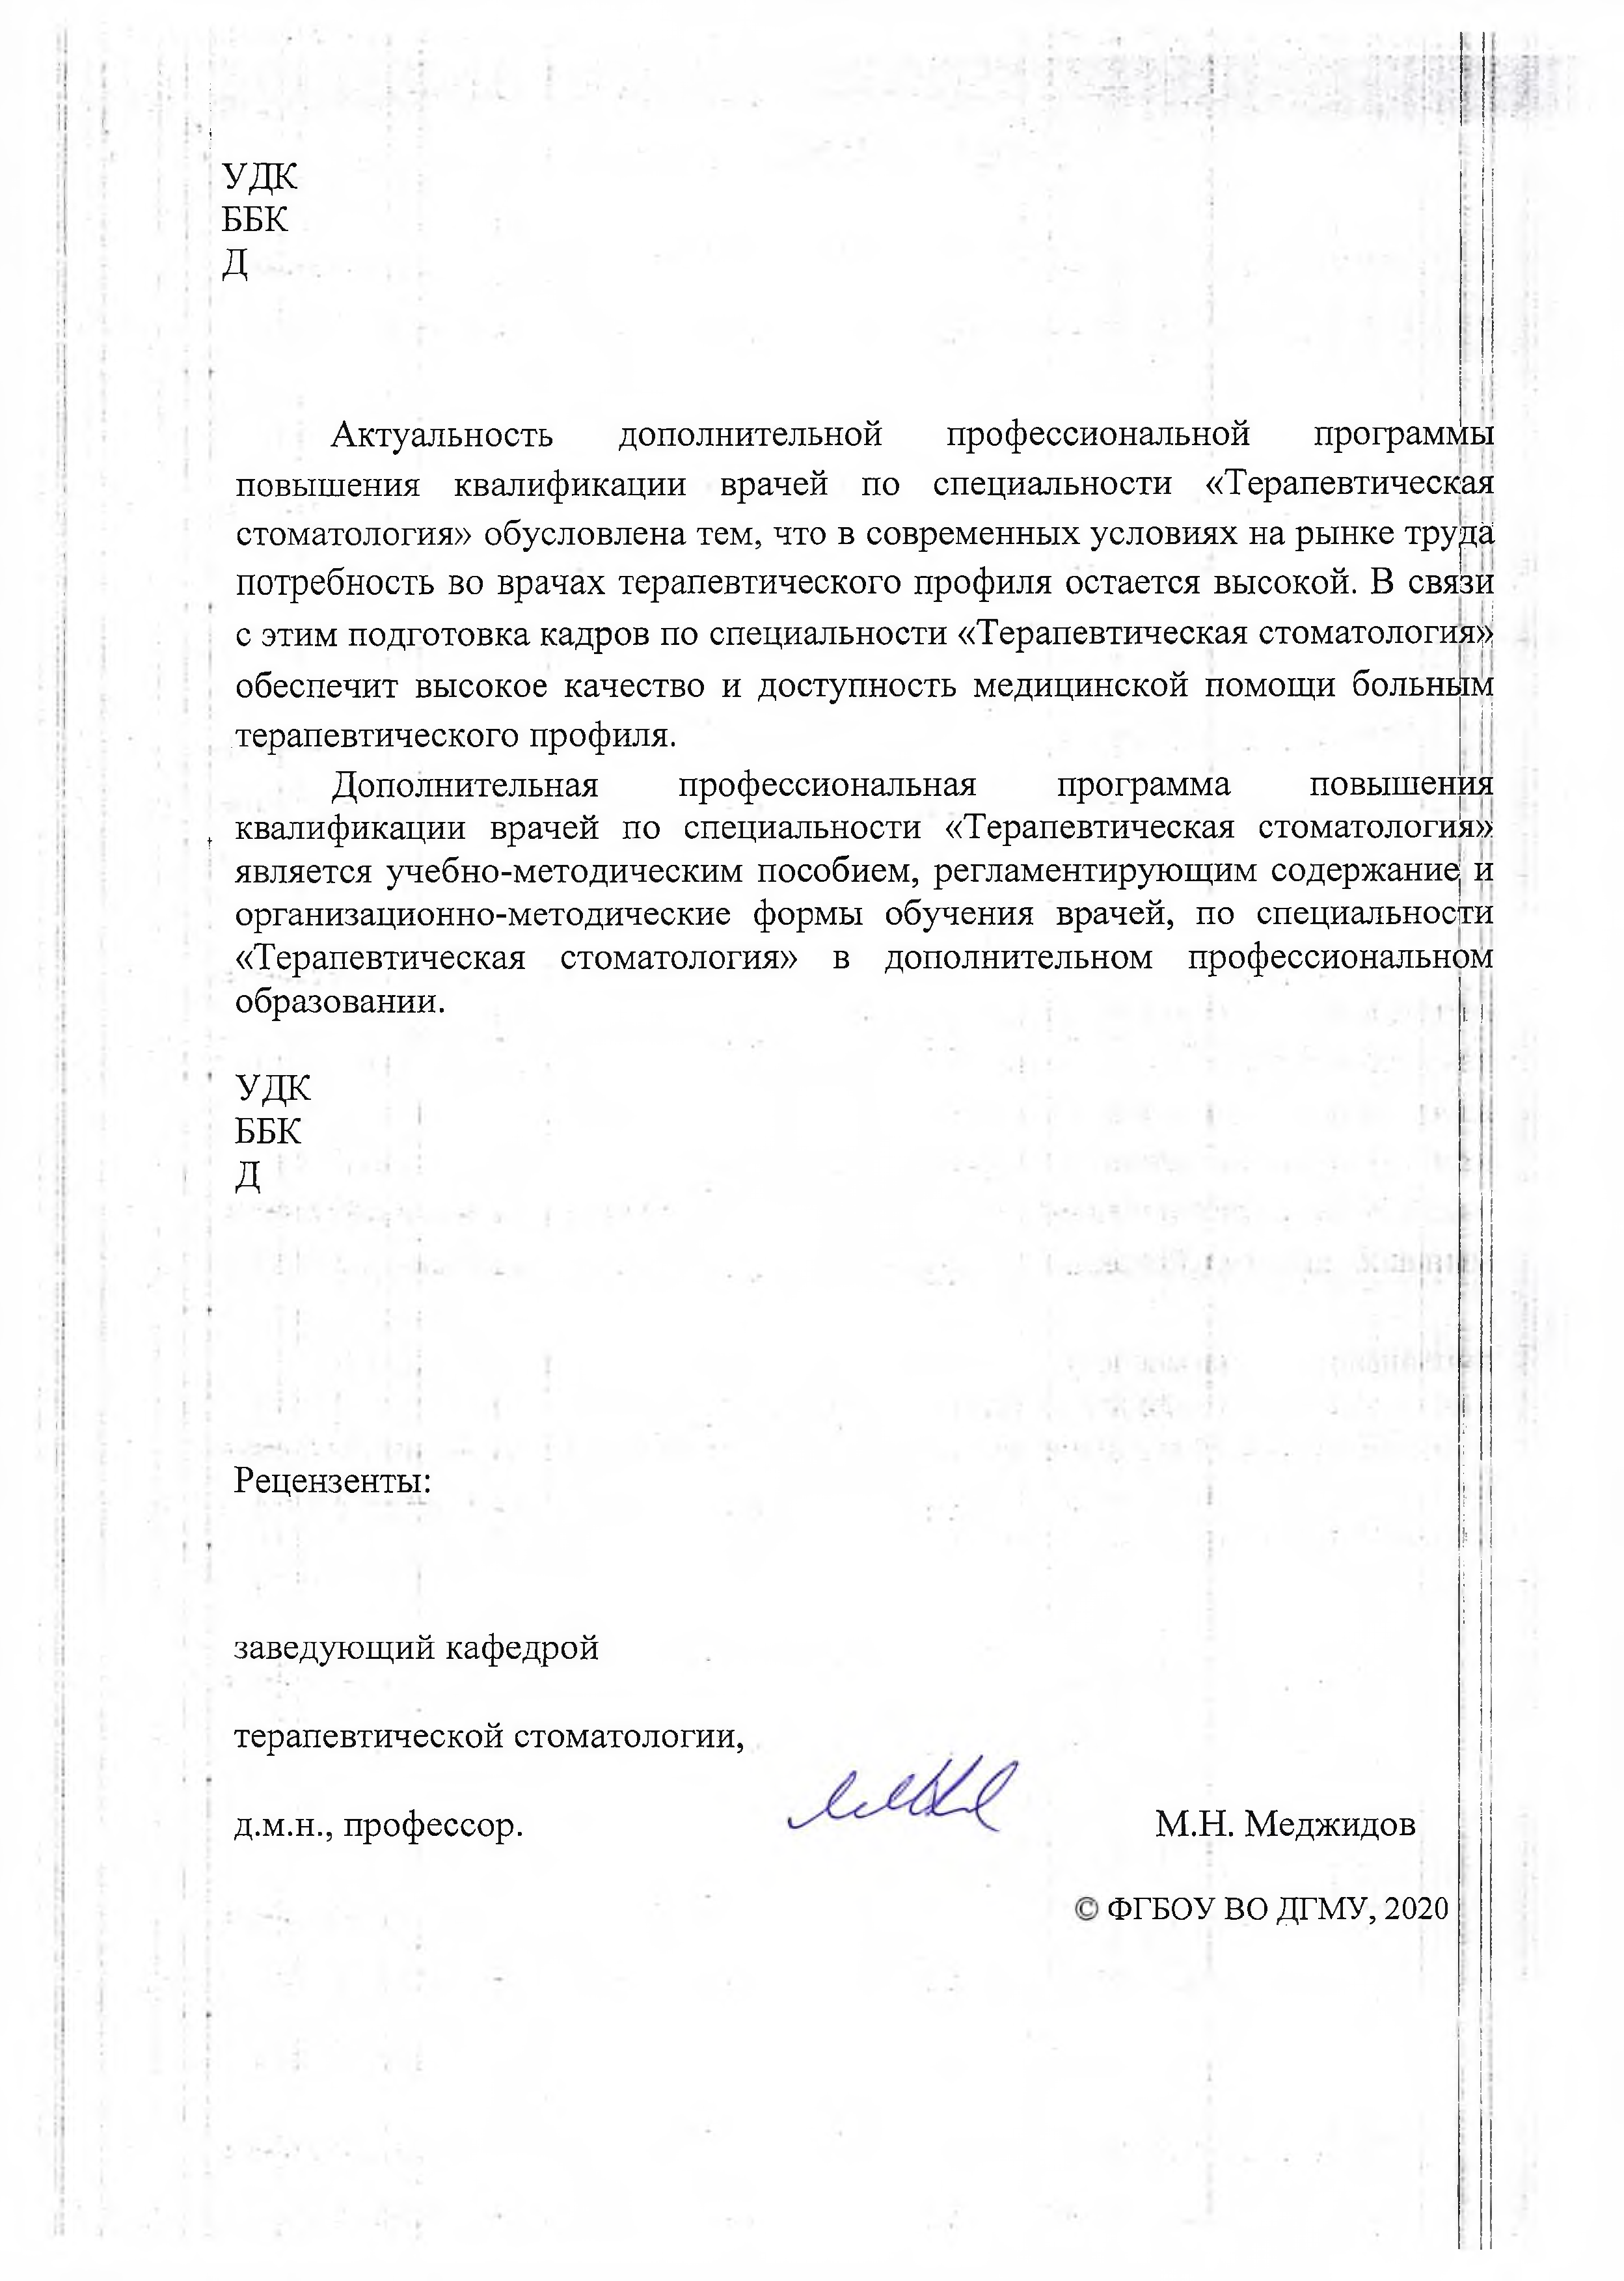 УДК
ББК
Д
Актуальность дополнительной профессиональной программы
повышения квалификации врачей по специальности «Терапевтическая
стоматология» обусловлена тем, что в современных условиях на рынке труда
потребность во врачах терапевтического профиля остается высокой. В связи
с этим подготовка кадров по специальности «Терапевтическая стоматология»
обеспечит высокое качество и доступность медицинской помощи больным
терапевтического профиля.
Дополнительная профессиональная программа повышения
квалификации врачей по специальности «Терапевтическая стоматология»
является учебно-методическим пособием, регламентирующим содержание и
организационно-методические формы обучения врачей, по специальности
«Терапевтическая стоматология» в дополнительном профессиональном
образовании.
УДК
ББК
Д
Рецензенты:
заведующий кафедрой
терапевтической стоматологии,
д.м.н., профессор. М.Н. Меджидов
© ФГБОУ ВО ДГМУ, 2020